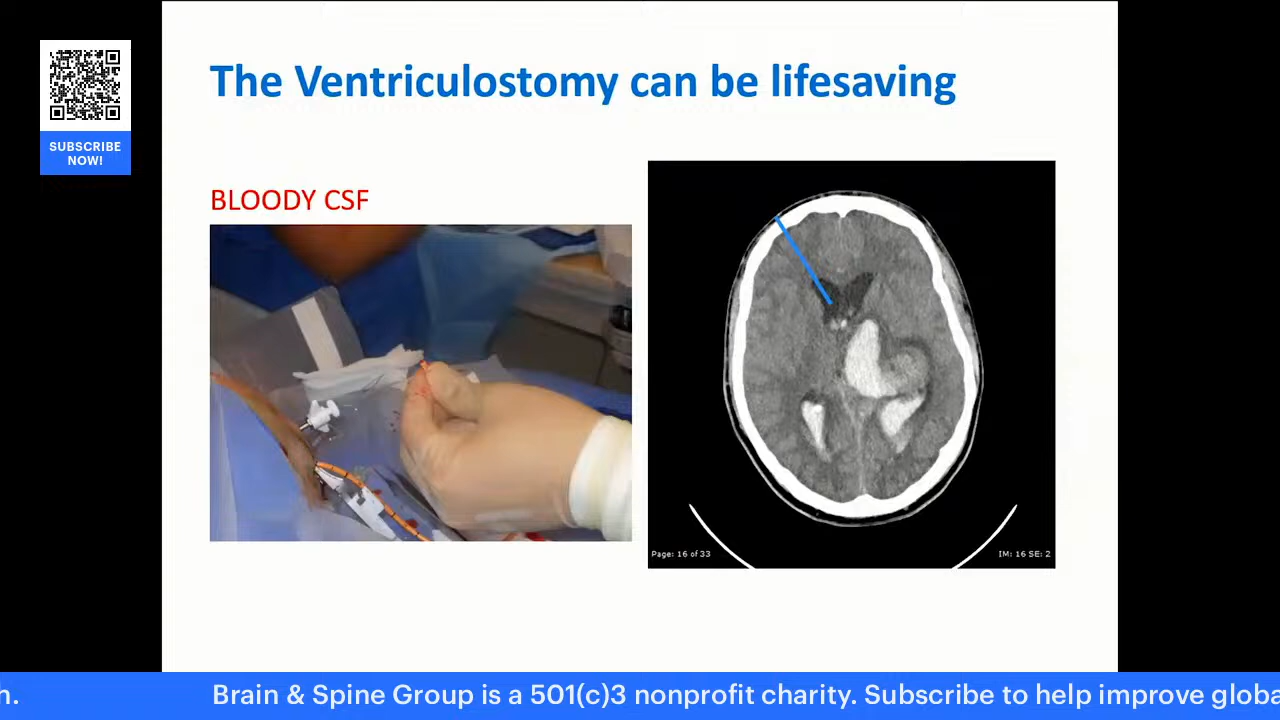 The Ventriculostomy can be lifesaving
SUBSCRIBE
NOW!
BLOODY CSF
Page: 16 of 33
IM: 16 SE: 2
h.
Brain & Spine Group is a 501(c)3 nonprofit charity. Subscribe to help improve globa